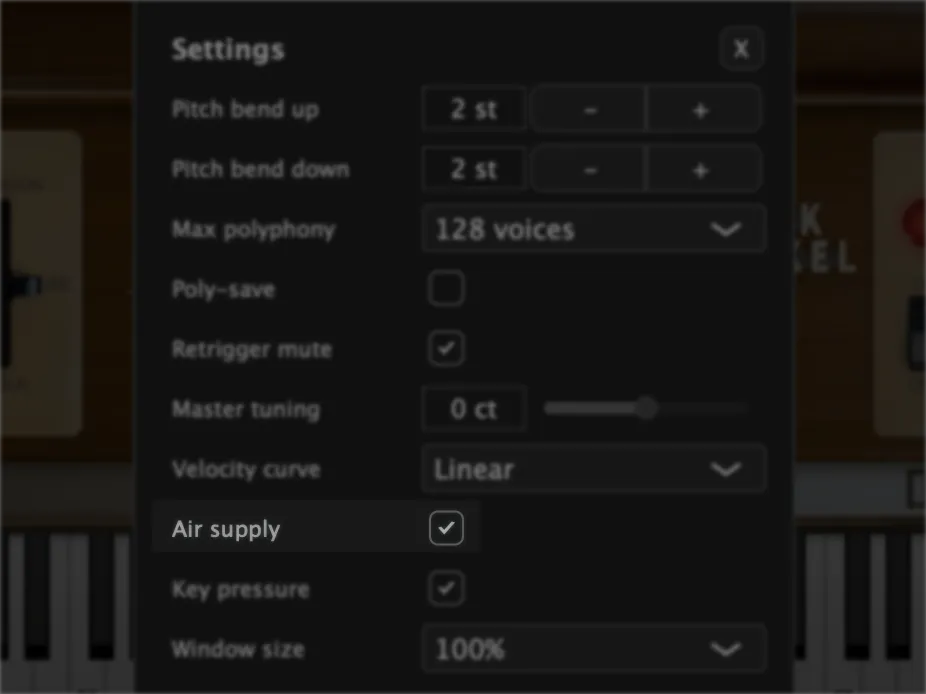 Settings X
Pitch bend up 2 st - +
Pitch bend down 2 st - +
Max polyphony 128 voices
Poly-save
Retrigger mute
Master tuning 0 ct
Velocity curve Linear
Air supply
Key pressure
Window size 100%
K
EL